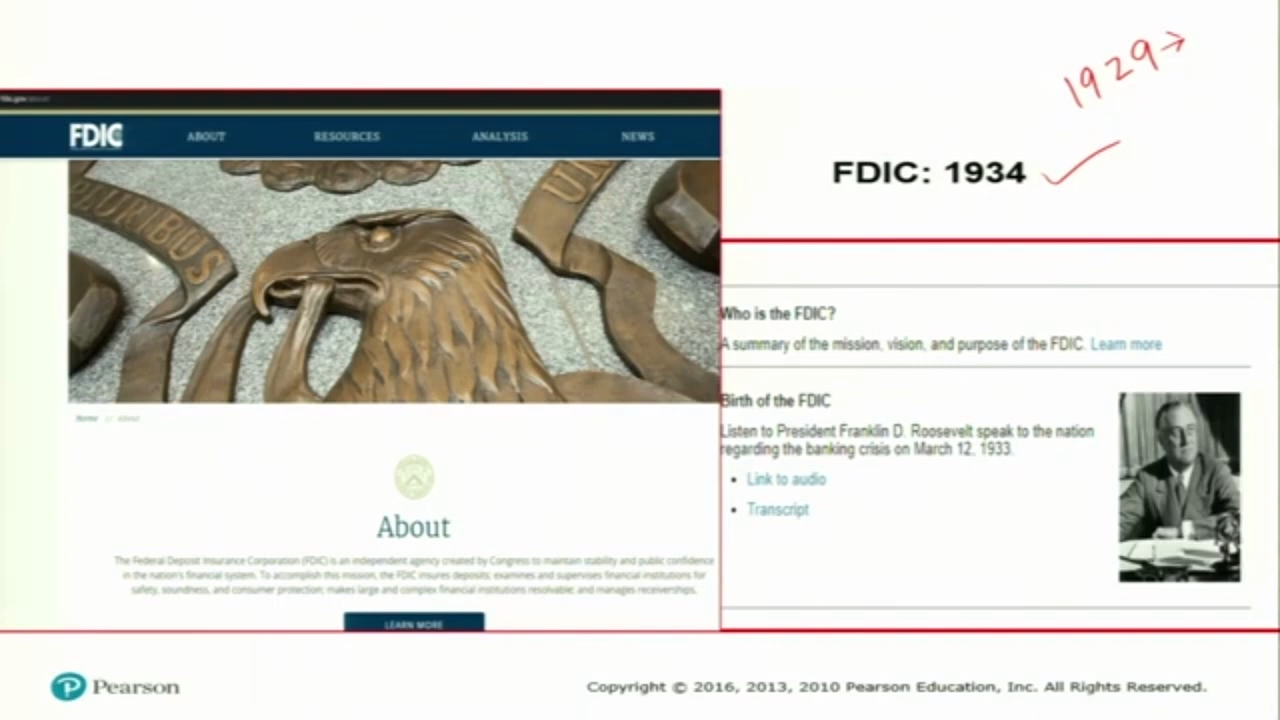 1929→
FDIC: 1934
FDIC ABOUT RESOURCES ANALYSIS NEWS
PLURIBUS
Home // About
About
The Federal Deposit Insurance Corporation (FDIC) is an independent agency created by Congress to maintain stability and public confidence
in the nation's financial system. To accomplish this mission, the FDIC insures deposits; examines and supervises financial institutions for
safety, soundness, and consumer protection; makes large and complex financial institutions resolvable; and manages receiverships.
LEARN MORE
Who is the FDIC?
A summary of the mission, vision, and purpose of the FDIC. Learn more
Birth of the FDIC
Listen to President Franklin D. Roosevelt speak to the nation
regarding the banking crisis on March 12, 1933.
• Link to audio
• Transcript
Pearson
Copyright © 2016, 2013, 2010 Pearson Education, Inc. All Rights Reserved.